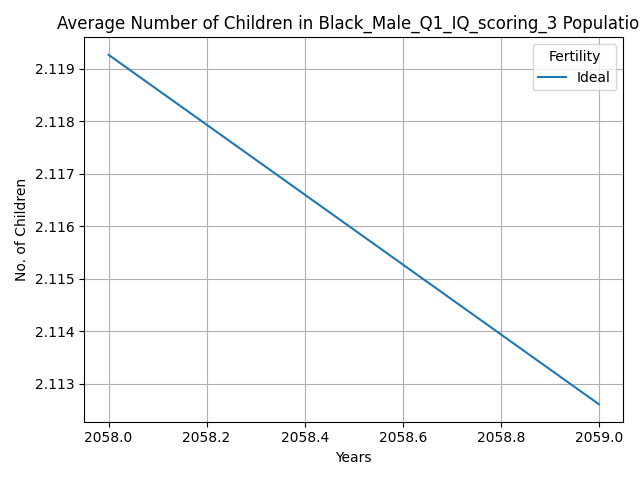 Average Number of Children in Black_Male_Q1_IQ_scoring_3 Populatio
Fertility
Ideal
2.119
2.118
2.117
2.116
2.115
2.114
2.113
No. of Children
2058.0 2058.2 2058.4 2058.6 2058.8 2059.0
Years